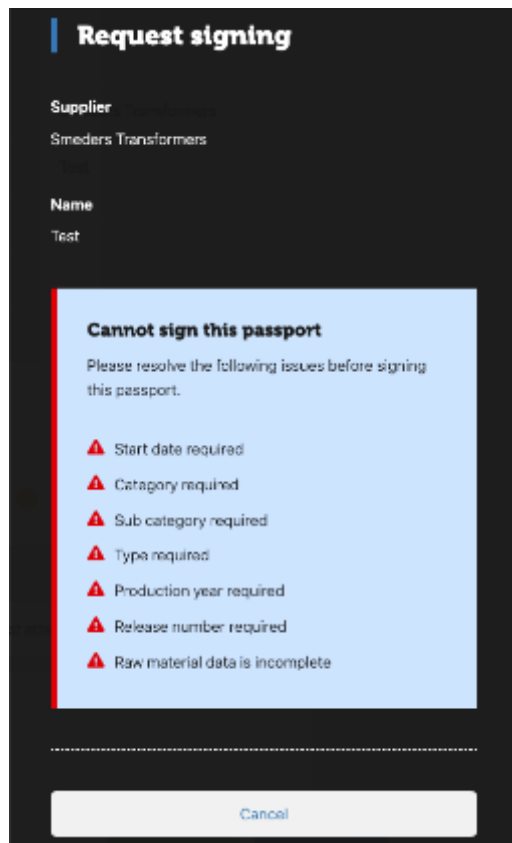 Request signing
Supplier
Smeders Transformers
Name
Test
Cannot sign this passport
Please resolve the following issues before signing
this passport.
Start date required
Category required
Sub category required
Type required
Production year required
Release number required
Raw material data is incomplete
Cancel